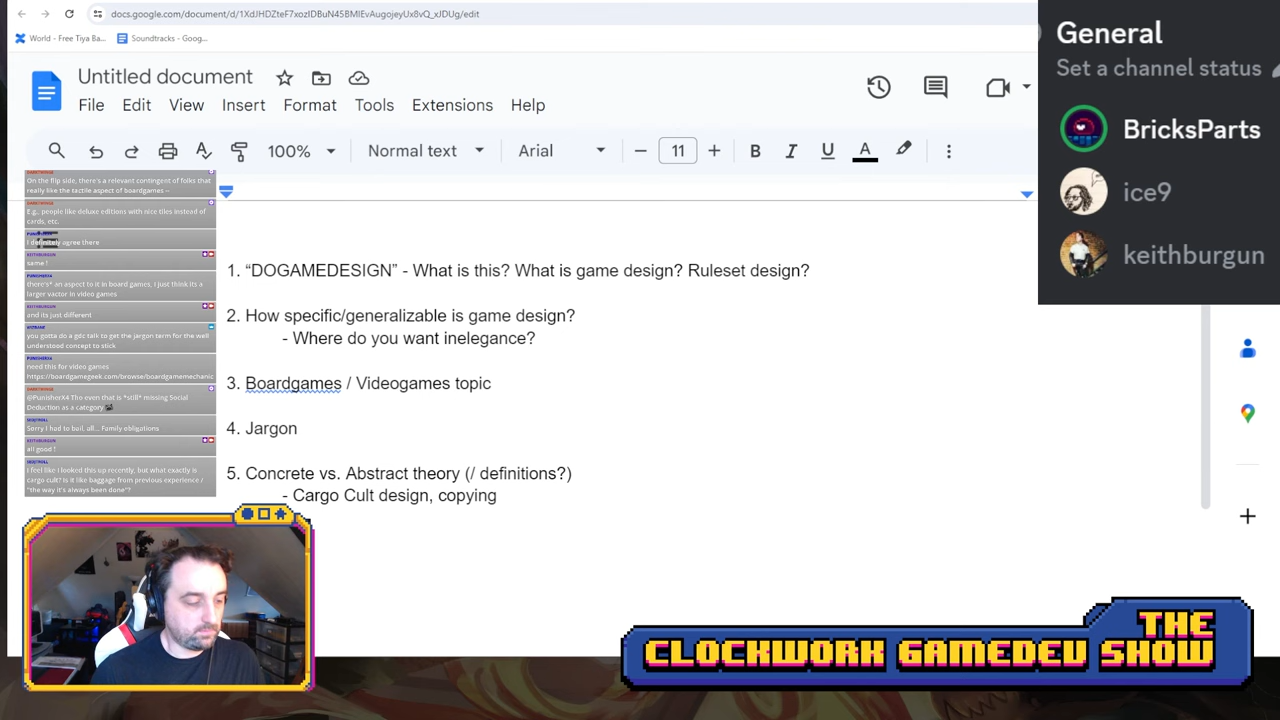 docs.google.com/document/d/1XdJHDZteF7xozIDBuN45BMlEvAugojeyUx8vQ_xJDUg/edit
World - Free Tiya Ba...
Soundtracks - Goog...
Untitled document
File Edit View Insert Format Tools Extensions Help
100% Normal text Arial 11 B I U A
General
Set a channel status
BricksParts
ice9
keithburgun
On the flip side, there's a relevant contingent of folks that
really like the tactile aspect of boardgames --
E.g., people like deluxe editions with nice tiles instead of
cards, etc.
I definitely agree there
KEITHBURGUN
same !
PUNISHERX4
there's* an aspect to it in board games, i just think its a
larger vactor in video games
KEITHBURGUN
and its just different
you gotta do a gdc talk to get the jargon term for the well
understood concept to stick
PUNISHERX4
need this for video games
https://boardgamegeek.com/browse/boardgamemechanic
@PunisherX4 The even that is *still* missing Social
Deduction as a category
Sorry I had to bail, all... Family obligations
KEITHBURGUN
all good !
I feel like I looked this up recently, but what exactly is
cargo cult? Is it like baggage from previous experience /
"the way it's always been done"?
1. “DOGAMEDESIGN” - What is this? What is game design? Ruleset design?
2. How specific/generalizable is game design?
- Where do you want inelegance?
3. Boardgames / Videogames topic
4. Jargon
5. Concrete vs. Abstract theory (/ definitions?)
- Cargo Cult design, copying
THE
CLOCKWORK GAMEDEV SHOW